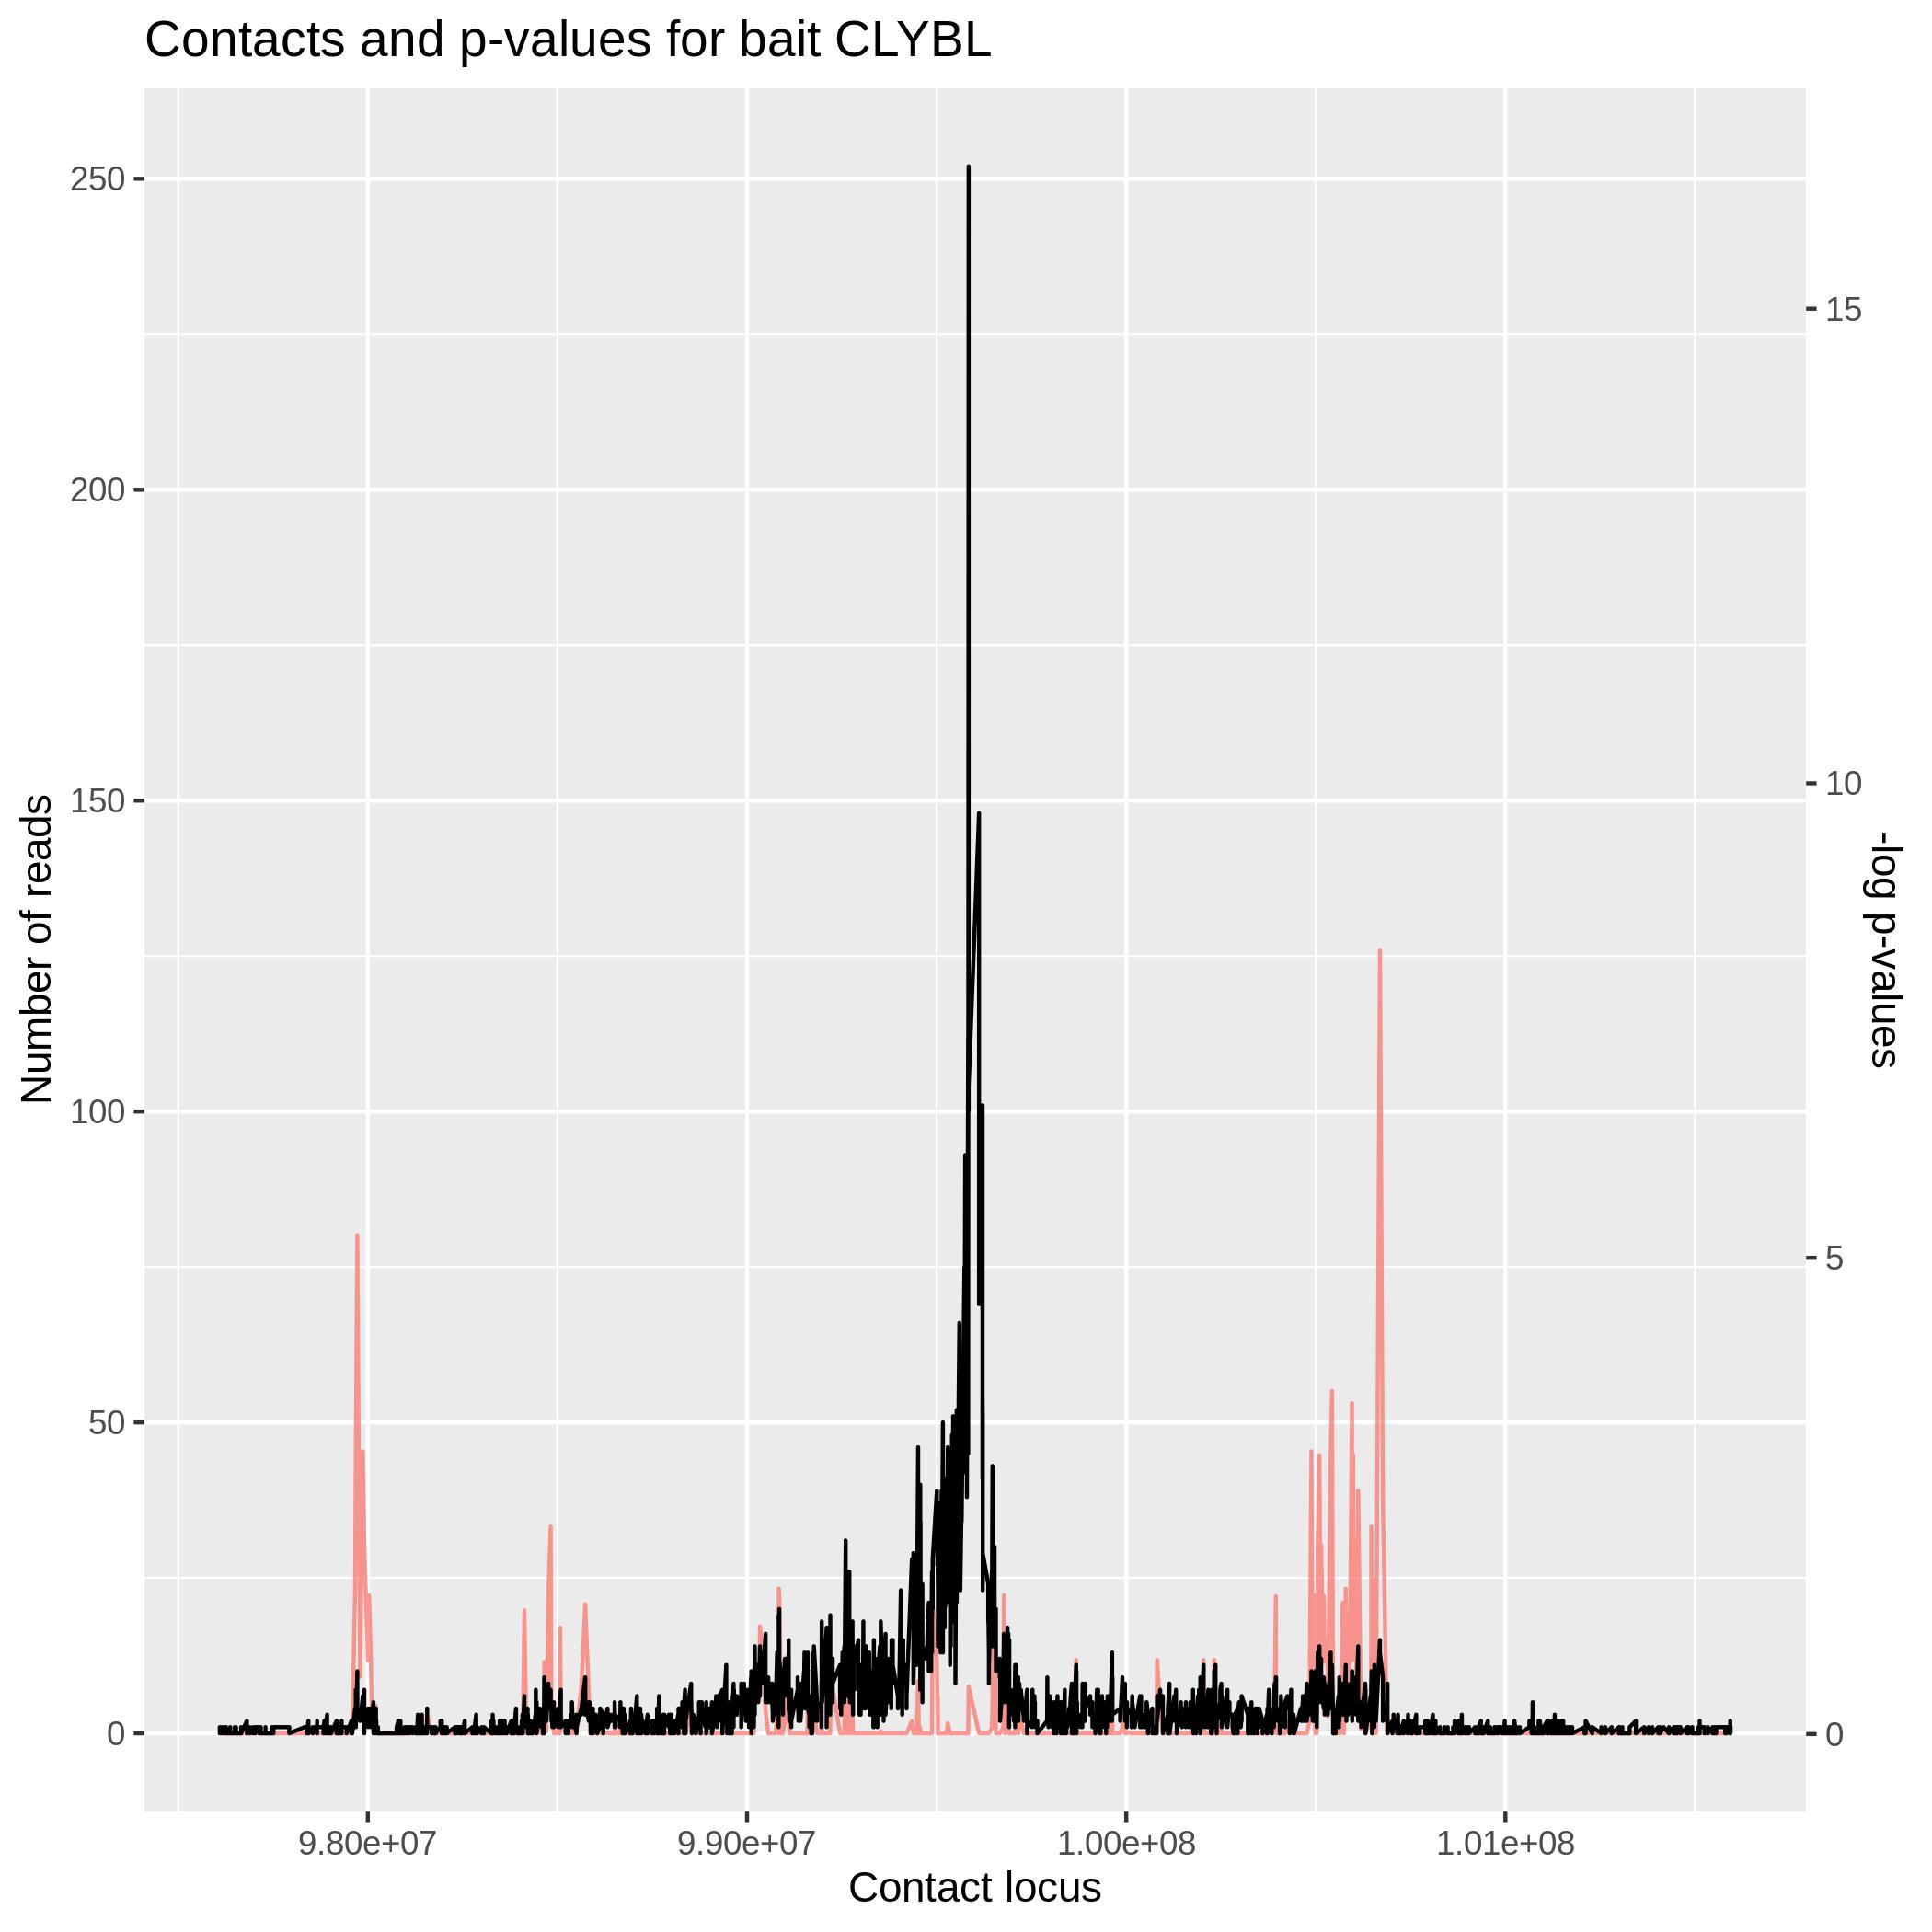 Contacts and p-values for bait CLYBL
250
200
150
100
50
0
15
10
5
0
Number of reads
-log p-values
9.80e+07
9.90e+07
1.00e+08
1.01e+08
Contact locus